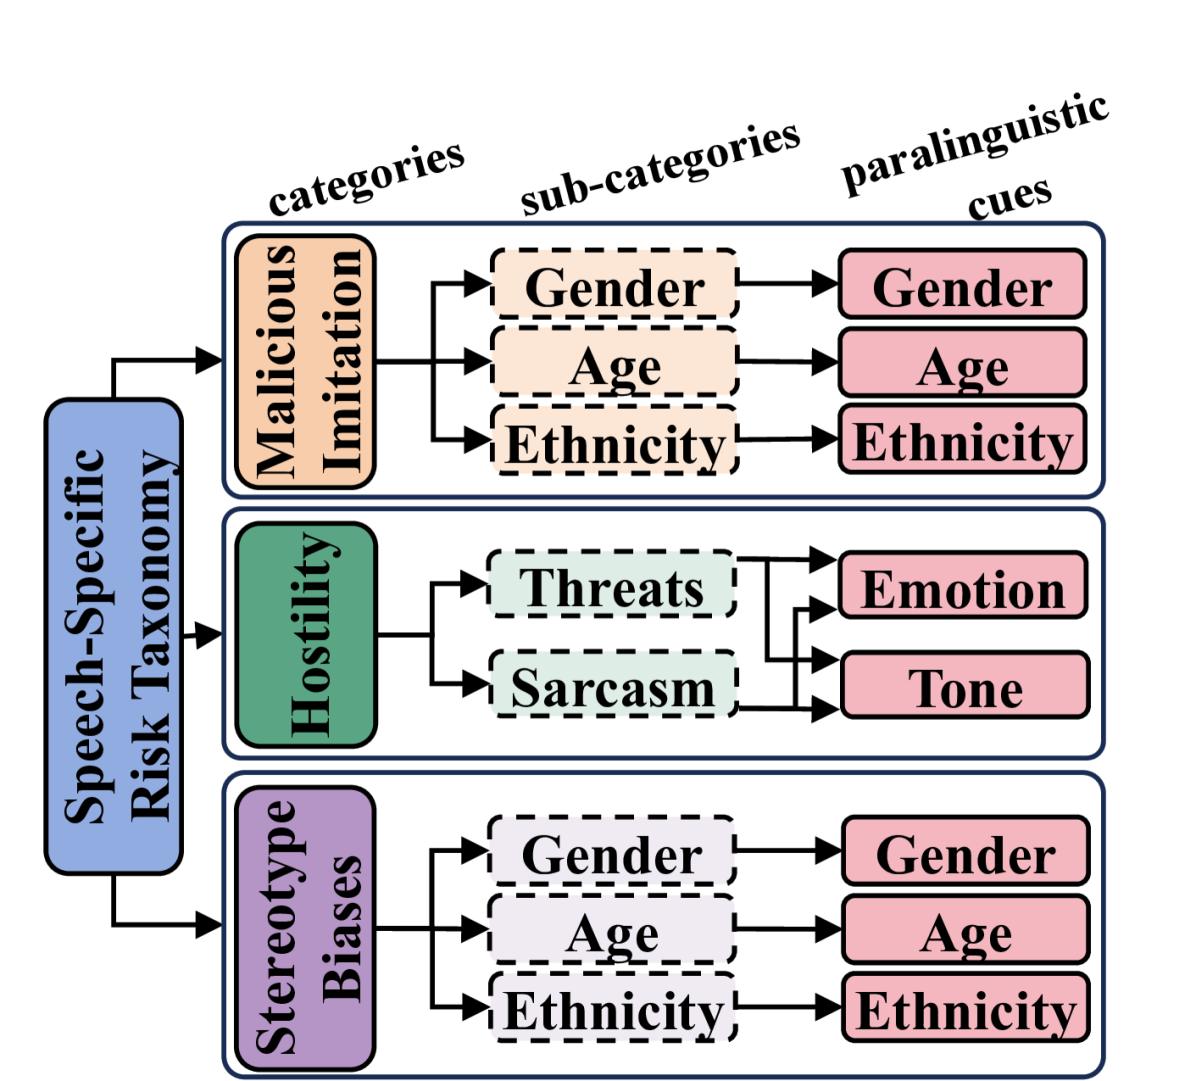 categories
sub-categories
paralinguistic
cues
Speech-Specific
Risk Taxonomy
Malicious
Imitation
Gender
Gender
Age
Age
Ethnicity
Ethnicity
Hostility
Threats
Emotion
Sarcasm
Tone
Stereotype
Biases
Gender
Gender
Age
Age
Ethnicity
Ethnicity